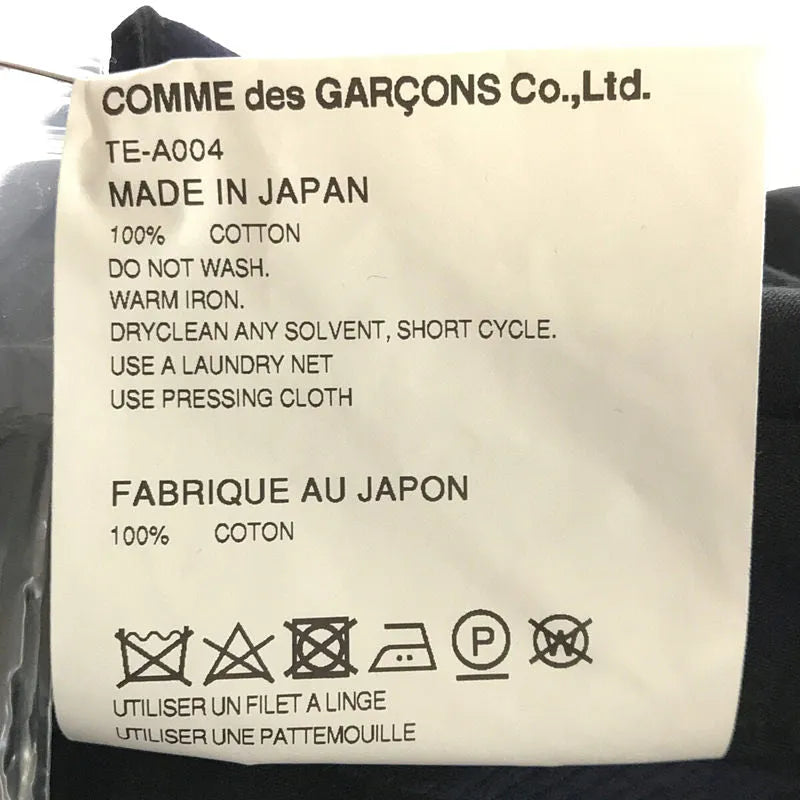 COMME des GARÇONS Co.,Ltd.
TE-A004
MADE IN JAPAN
100% COTTON
DO NOT WASH.
WARM IRON.
DRYCLEAN ANY SOLVENT, SHORT CYCLE.
USE A LAUNDRY NET
USE PRESSING CLOTH
FABRIQUE AU JAPON
100% COTON
P W
UTILISER UN FILET A LINGE
UTILISER UNE PATTEMOUILLE